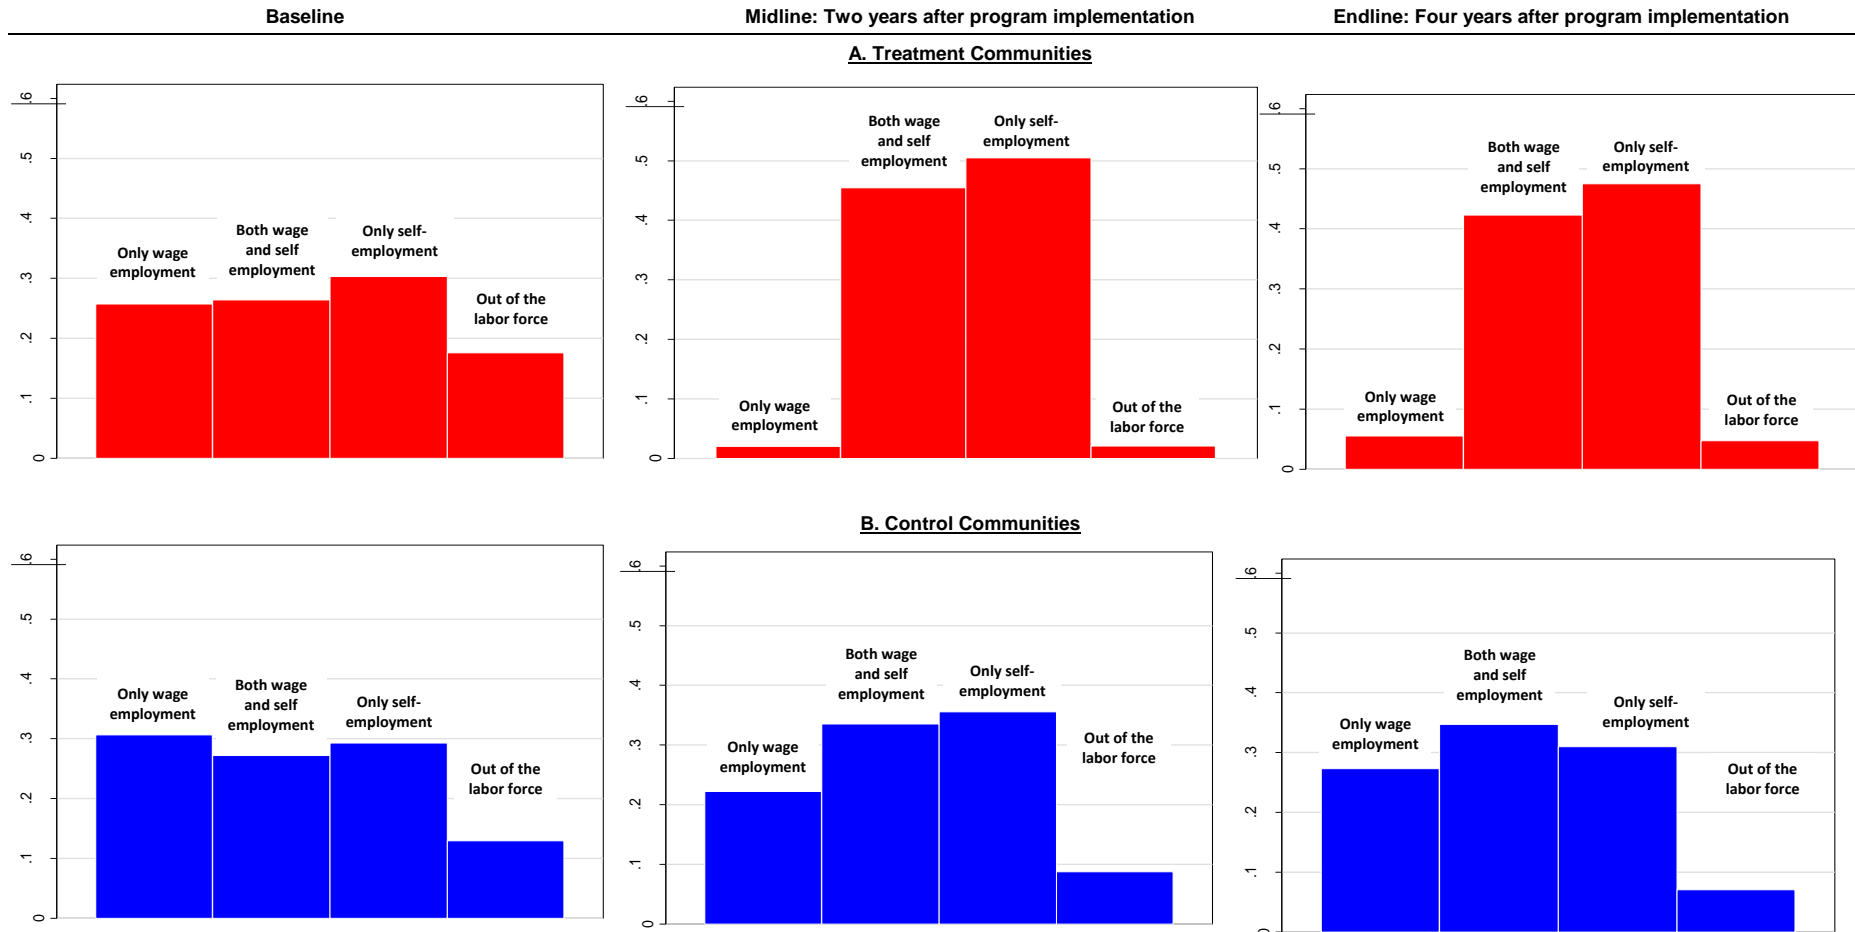 Baseline
Midline: Two years after program implementation
Endline: Four years after program implementation
A. Treatment Communities
.6
.5
.4
.3
.2
.1
0
Only wage
employment
Both wage
and self
employment
Only self-
employment
Out of the
labor force
.6
.5
.4
.3
.2
.1
0
Only wage
employment
Both wage
and self
employment
Only self-
employment
Out of the
labor force
.6
.5
.4
.3
.2
.1
0
Only wage
employment
Both wage
and self
employment
Only self-
employment
Out of the
labor force
B. Control Communities
.6
.5
.4
.3
.2
.1
0
Only wage
employment
Both wage
and self
employment
Only self-
employment
Out of the
labor force
.6
.5
.4
.3
.2
.1
0
Only wage
employment
Both wage
and self
employment
Only self-
employment
Out of the
labor force
.6
.5
.4
.3
.2
.1
0
Only wage
employment
Both wage
and self
employment
Only self-
employment
Out of the
labor force